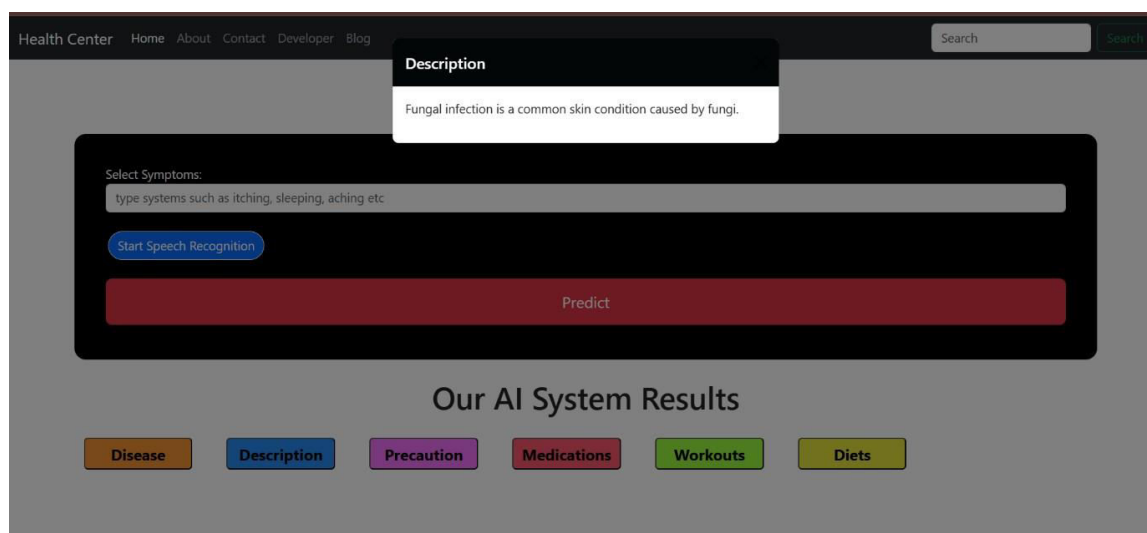 Health Center Home About Contact Developer Blog Search Search
Description
Fungal infection is a common skin condition caused by fungi.
Select Symptoms:
type systems such as itching, sleeping, aching etc
Start Speech Recognition
Predict
Our AI System Results
Disease Description Precaution Medications Workouts Diets